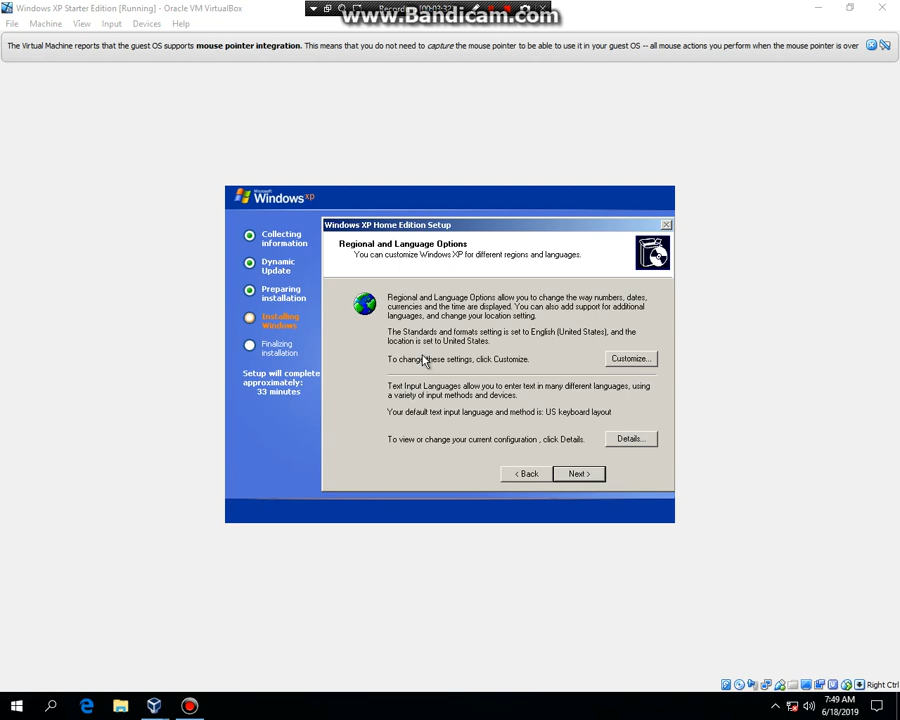 Windows XP Starter Edition [Running] - Oracle VM VirtualBox
www.Bandicam.com
File Machine View Input Devices Help
The Virtual Machine reports that the guest OS supports mouse pointer integration. This means that you do not need to capture the mouse pointer to be able to use it in your guest OS -- all mouse actions you perform when the mouse pointer is over
Microsoft
Windows xp
Collecting
information
Dynamic
Update
Preparing
installation
Installing
Windows
Finalizing
installation
Setup will complete
approximately:
33 minutes
Windows XP Home Edition Setup
Regional and Language Options
You can customize Windows XP for different regions and languages.
Regional and Language Options allow you to change the way numbers, dates,
currencies and the time are displayed. You can also add support for additional
languages, and change your location setting.
The Standards and formats setting is set to English (United States), and the
location is set to United States.
To change these settings, click Customize.
Customize...
Text Input Languages allow you to enter text in many different languages, using
a variety of input methods and devices.
Your default text input language and method is: US keyboard layout
To view or change your current configuration , click Details.
Details...
< Back
Next >
Right Ctrl
7:49 AM
6/18/2019